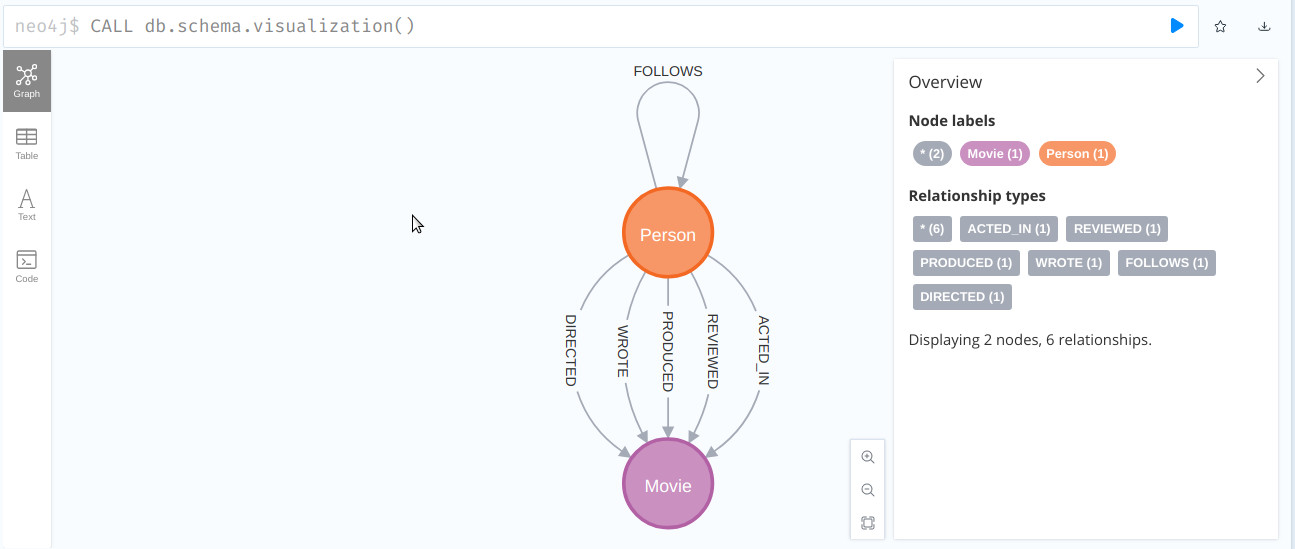 neo4j$ CALL db.schema.visualization()
Graph
Table
Text
Code
FOLLOWS
Person
DIRECTED
WROTE
PRODUCED
REVIEWED
ACTED_IN
Movie
Overview
Node labels
* (2) Movie (1) Person (1)
Relationship types
* (6) ACTED_IN (1) REVIEWED (1)
PRODUCED (1) WROTE (1) FOLLOWS (1)
DIRECTED (1)
Displaying 2 nodes, 6 relationships.